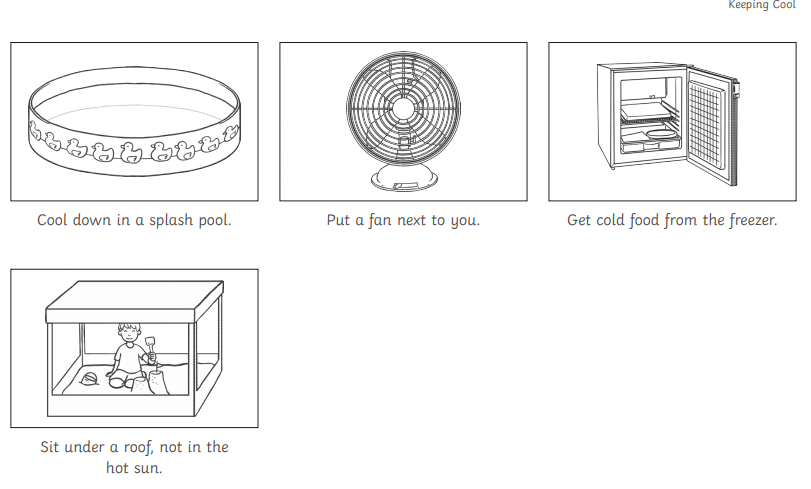 Keeping Cool
Cool down in a splash pool.
Put a fan next to you.
Get cold food from the freezer.
Sit under a roof, not in the
hot sun.